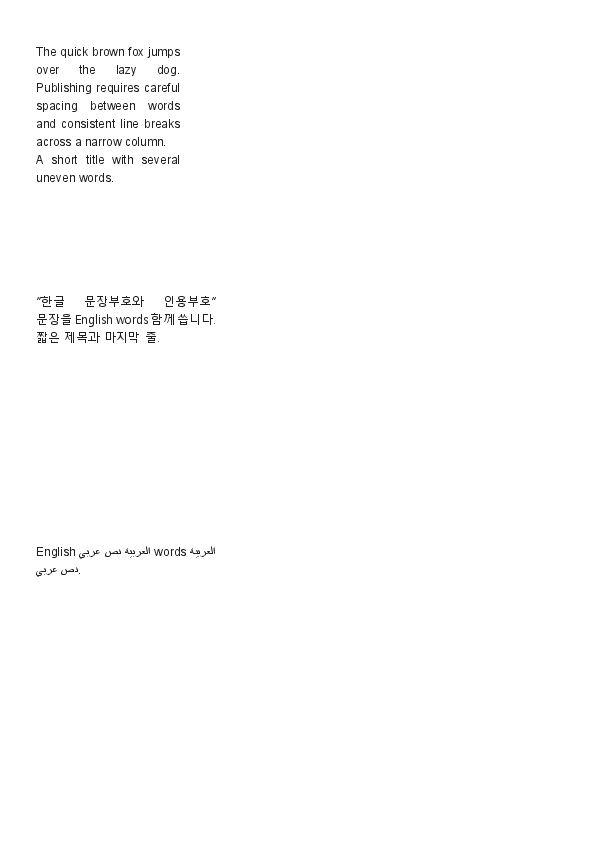 The quick brown fox jumps
over the lazy dog.
Publishing requires careful
spacing between words
and consistent line breaks
across a narrow column.
A short title with several
uneven words.
“한글 문장부호와 인용부호”
문장을 English words 함께 씁니다.
짧은 제목과 마지막 줄.
English العربية نص عربي words العربية
نص عربي.